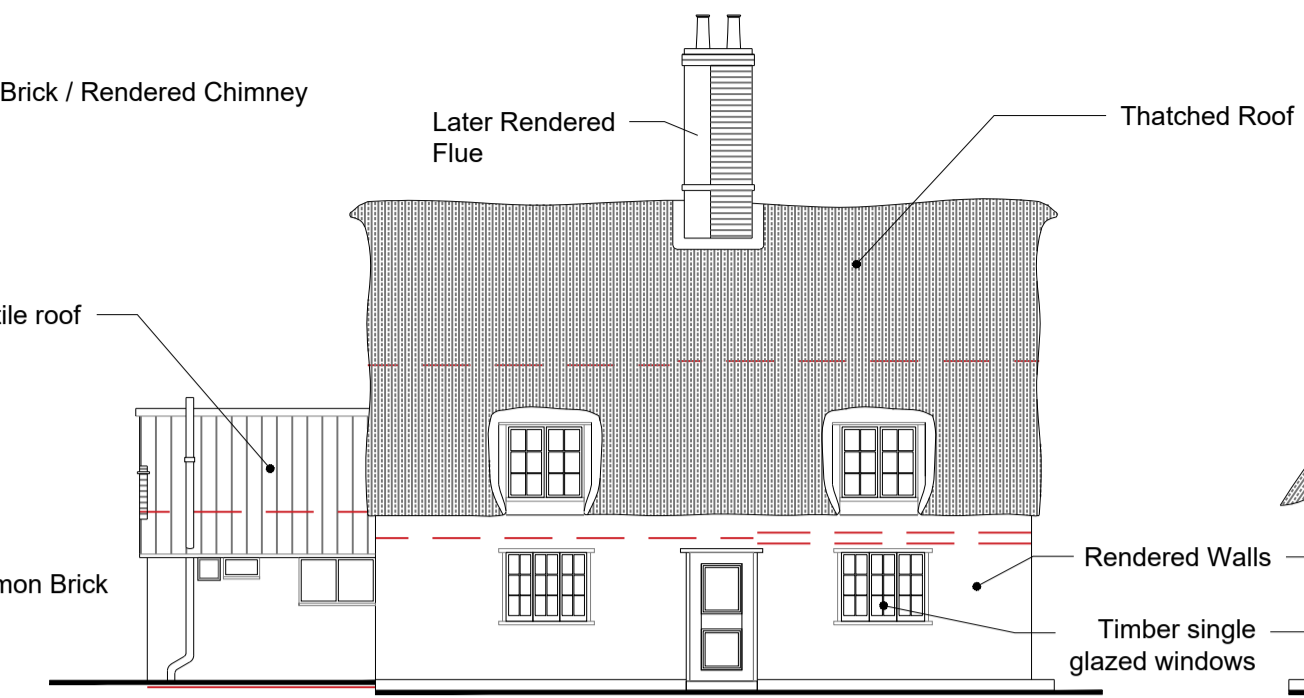 Brick / Rendered Chimney
Later Rendered
Flue
Thatched Roof
tile roof
mon Brick
Rendered Walls
Timber single
glazed windows